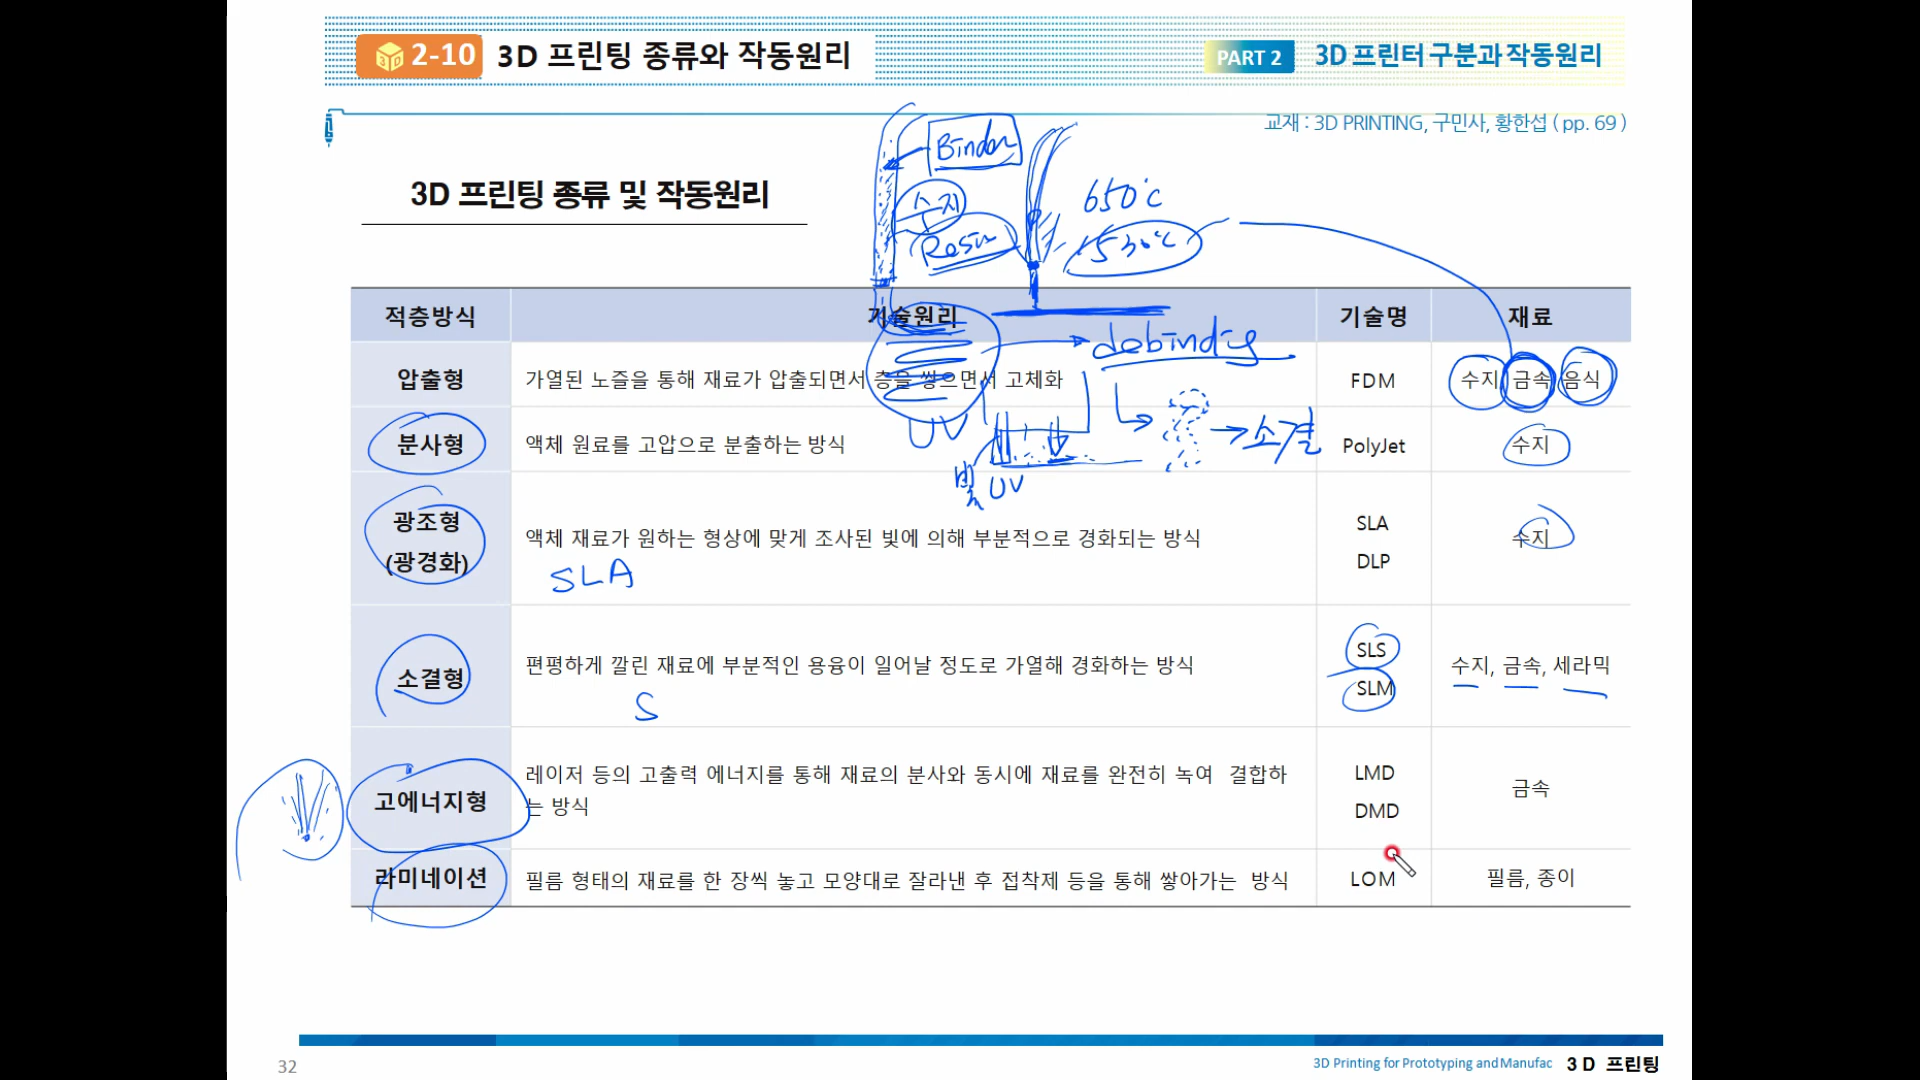 2-10 3D 프린팅 종류와 작동원리
PART 2 3D 프린터 구분과 작동원리
교재 : 3D PRINTING, 구민사, 황한섭 ( pp. 69 )
Binder
3D 프린팅 종류 및 작동원리
수지
650℃
Resin
530℃
적층방식 기술원리 기술명 재료
debinding
압출형 가열된 노즐을 통해 재료가 압출되면서 층을 쌓으면서 고체화 FDM 수지 금속 음식
UV
소결
분사형 액체 원료를 고압으로 분출하는 방식 PolyJet 수지
빛 UV
광조형
(광경화)
액체 재료가 원하는 형상에 맞게 조사된 빛에 의해 부분적으로 경화되는 방식
SLA
SLA
DLP
수지
소결형 편평하게 깔린 재료에 부분적인 용융이 일어날 정도로 가열해 경화하는 방식
S
SLS
SLM
수지, 금속, 세라믹
고에너지형 레이저 등의 고출력 에너지를 통해 재료의 분사와 동시에 재료를 완전히 녹여 결합하
는 방식
LMD
DMD
금속
라미네이션 필름 형태의 재료를 한 장씩 놓고 모양대로 잘라낸 후 접착제 등을 통해 쌓아가는 방식 LOM 필름, 종이
32
3D Printing for Prototyping and Manufac 3 D 프린팅